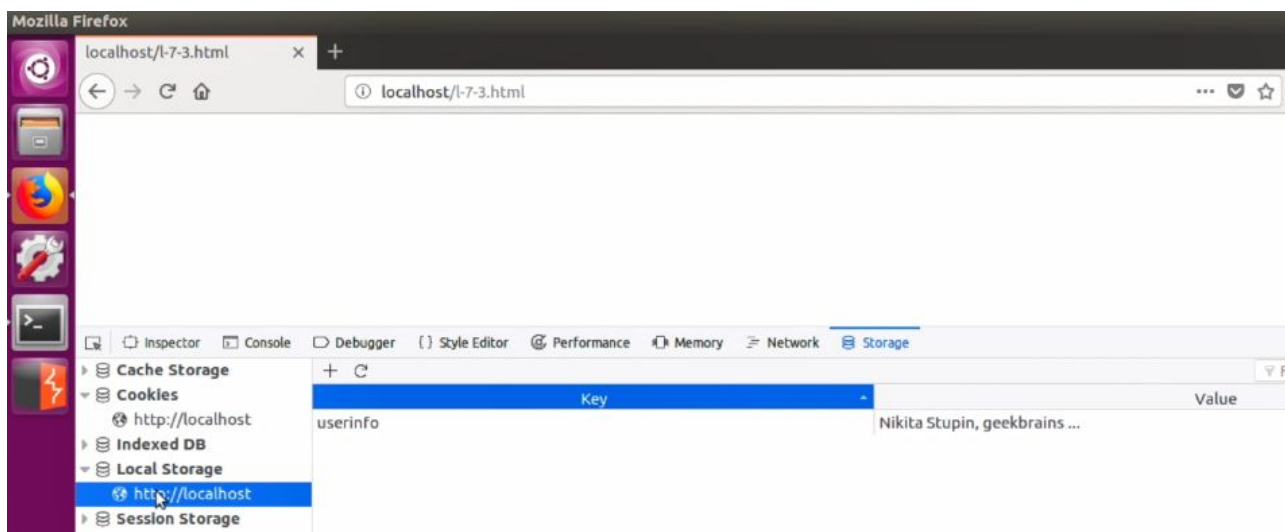 Mozilla Firefox
localhost/l-7-3.html
localhost/l-7-3.html
Inspector Console Debugger {} Style Editor Performance Memory Network Storage
Cache Storage
Cookies
Key Value
http://localhost
userinfo Nikita Stupin, geekbrains ...
Indexed DB
Local Storage
http://localhost
Session Storage